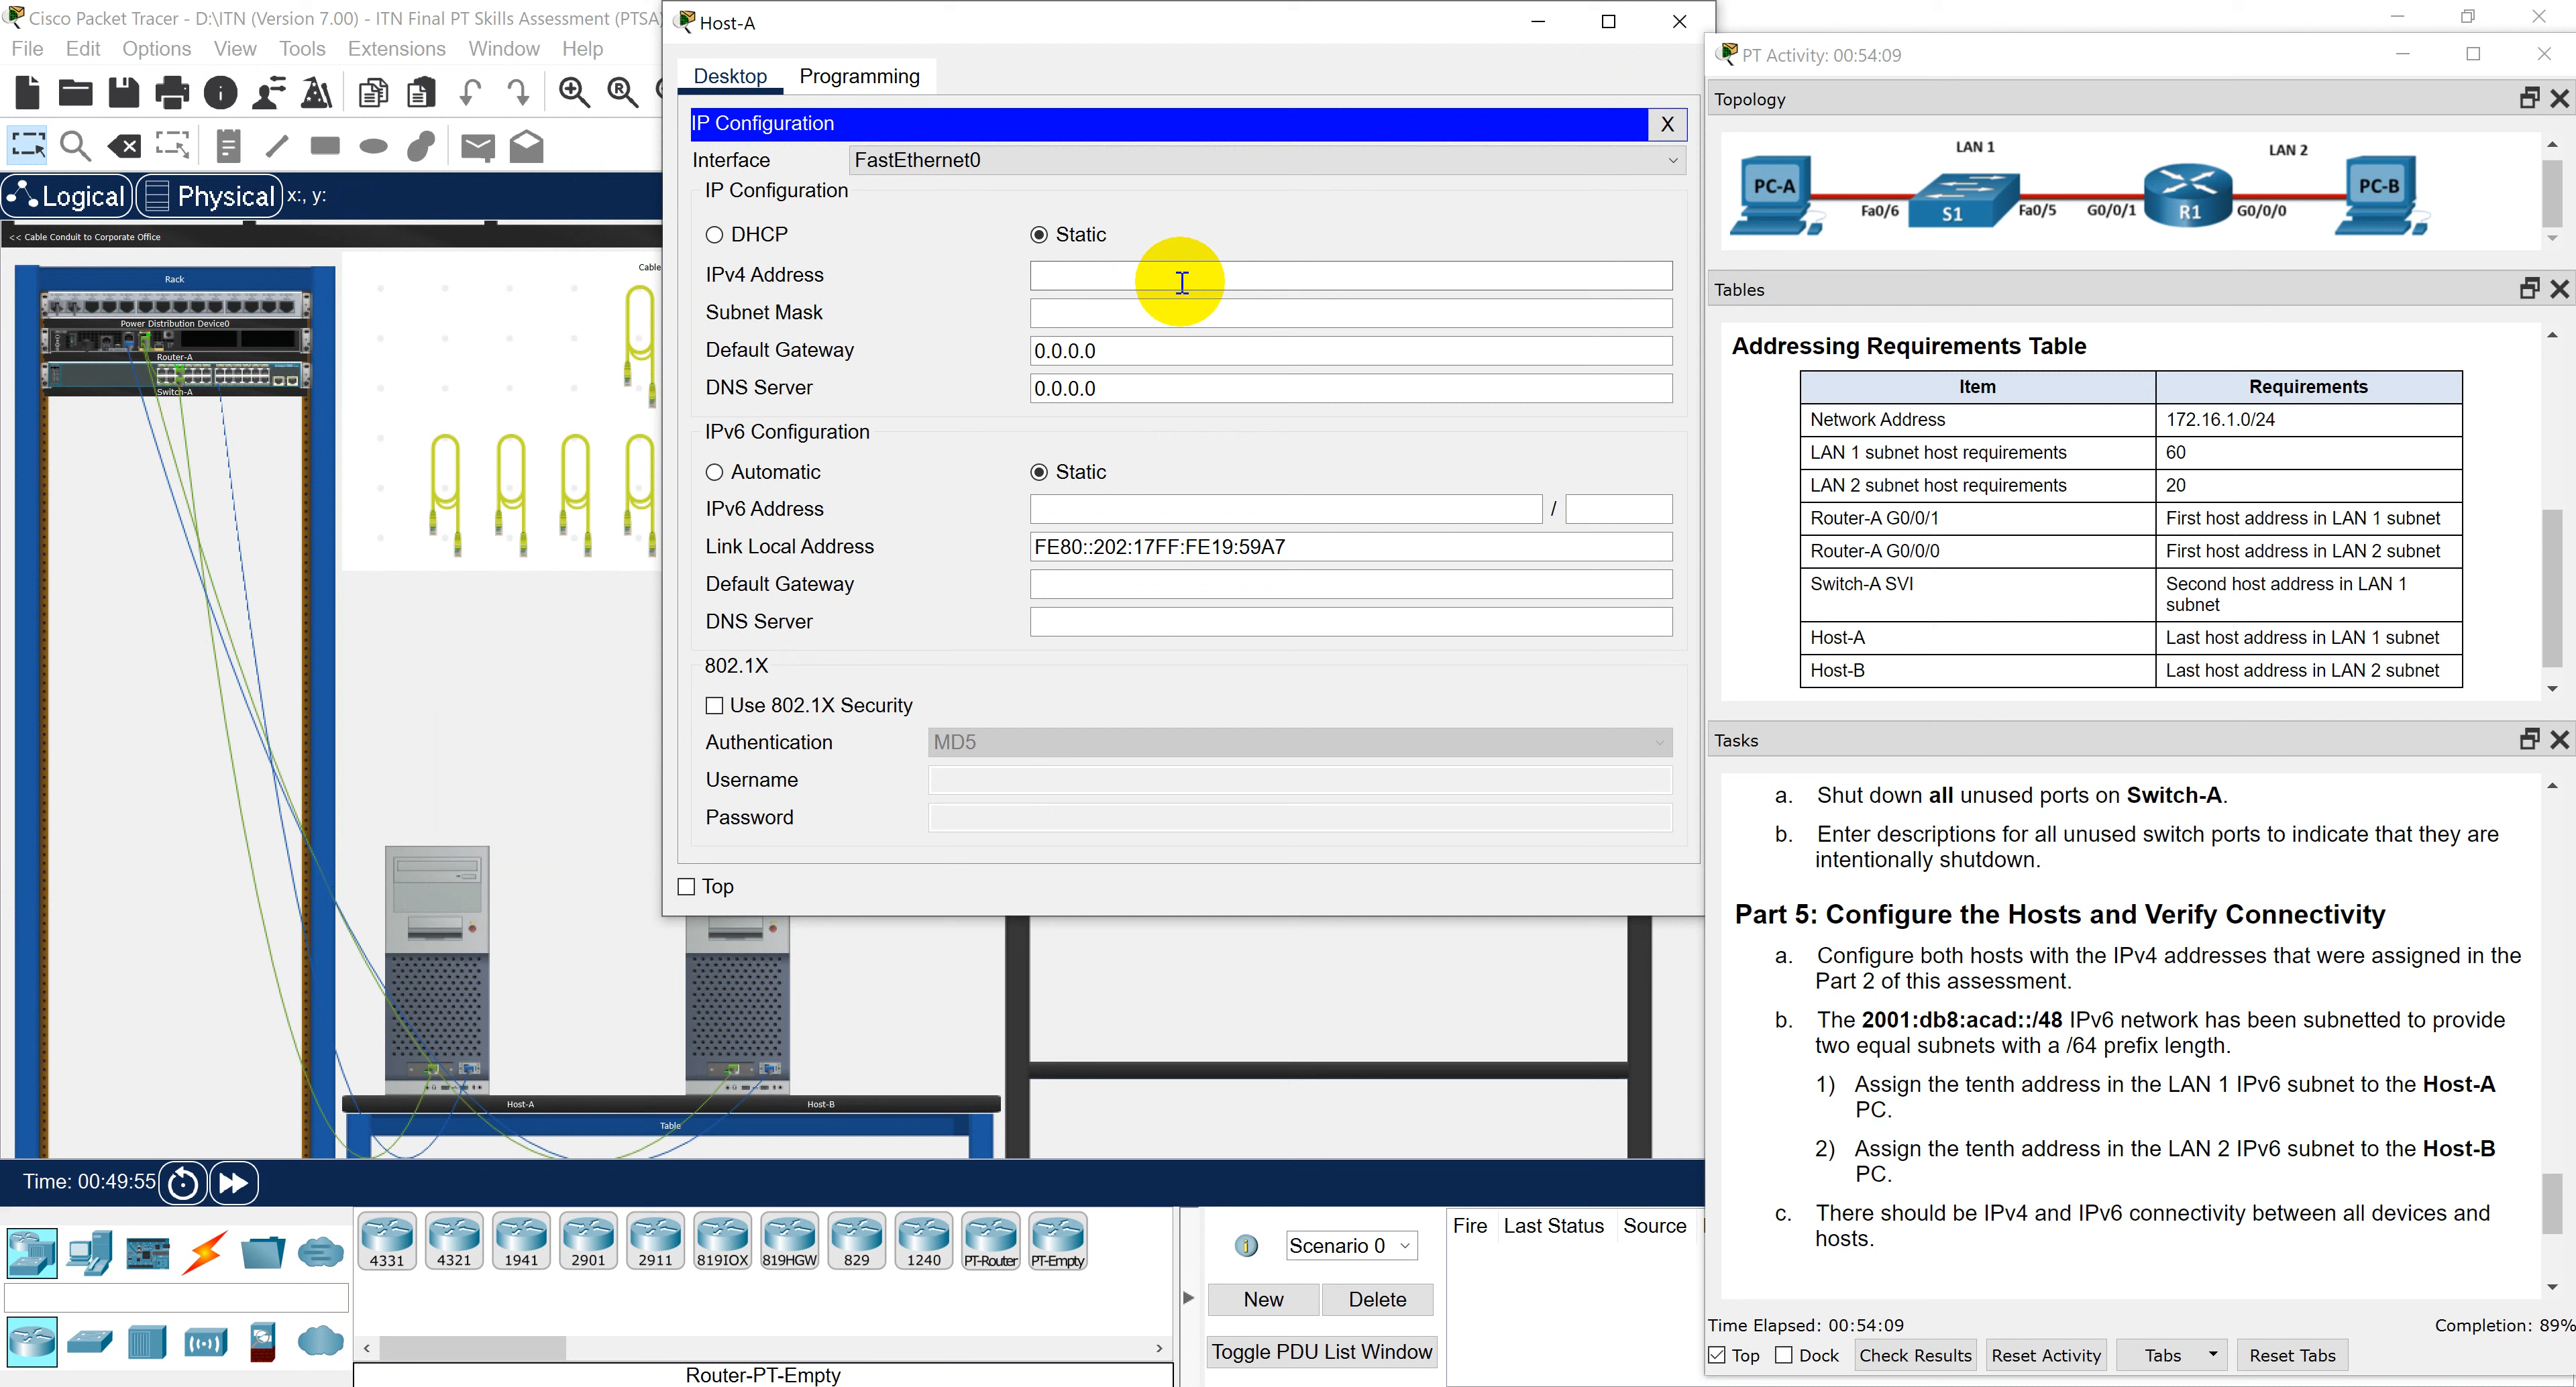 Cisco Packet Tracer - D:\ITN (Version 7.00) - ITN Final PT Skills Assessment (PTSA)
File Edit Options View Tools Extensions Window Help
Logical Physical x:, y:
<< Cable Conduit to Corporate Office
Rack
Power Distribution Device0
Router-A
Switch-A
Cable
Host-A
Host-B
Table
Host-A
Desktop Programming
IP Configuration X
Interface FastEthernet0
IP Configuration
DHCP Static
IPv4 Address
Subnet Mask
Default Gateway 0.0.0.0
DNS Server 0.0.0.0
IPv6 Configuration
Automatic Static
IPv6 Address /
Link Local Address FE80::202:17FF:FE19:59A7
Default Gateway
DNS Server
802.1X
Use 802.1X Security
Authentication MD5
Username
Password
Top
PT Activity: 00:54:09
Topology
LAN 1 LAN 2
PC-A Fa0/6 S1 Fa0/5 G0/0/1 R1 G0/0/0 PC-B
Tables
Addressing Requirements Table
Item Requirements
Network Address 172.16.1.0/24
LAN 1 subnet host requirements 60
LAN 2 subnet host requirements 20
Router-A G0/0/1 First host address in LAN 1 subnet
Router-A G0/0/0 First host address in LAN 2 subnet
Switch-A SVI Second host address in LAN 1
subnet
Host-A Last host address in LAN 1 subnet
Host-B Last host address in LAN 2 subnet
Tasks
a. Shut down all unused ports on Switch-A.
b. Enter descriptions for all unused switch ports to indicate that they are
intentionally shutdown.
Part 5: Configure the Hosts and Verify Connectivity
a. Configure both hosts with the IPv4 addresses that were assigned in the
Part 2 of this assessment.
b. The 2001:db8:acad::/48 IPv6 network has been subnetted to provide
two equal subnets with a /64 prefix length.
1) Assign the tenth address in the LAN 1 IPv6 subnet to the Host-A
PC.
2) Assign the tenth address in the LAN 2 IPv6 subnet to the Host-B
PC.
c. There should be IPv4 and IPv6 connectivity between all devices and
hosts.
Time Elapsed: 00:54:09 Completion: 89%
Top Dock Check Results Reset Activity Tabs Reset Tabs
Time: 00:49:55
4331 4321 1941 2901 2911 819IOX 819HGW 829 1240 PT-Router PT-Empty
Router-PT-Empty
Scenario 0
New Delete
Toggle PDU List Window
Fire Last Status Source